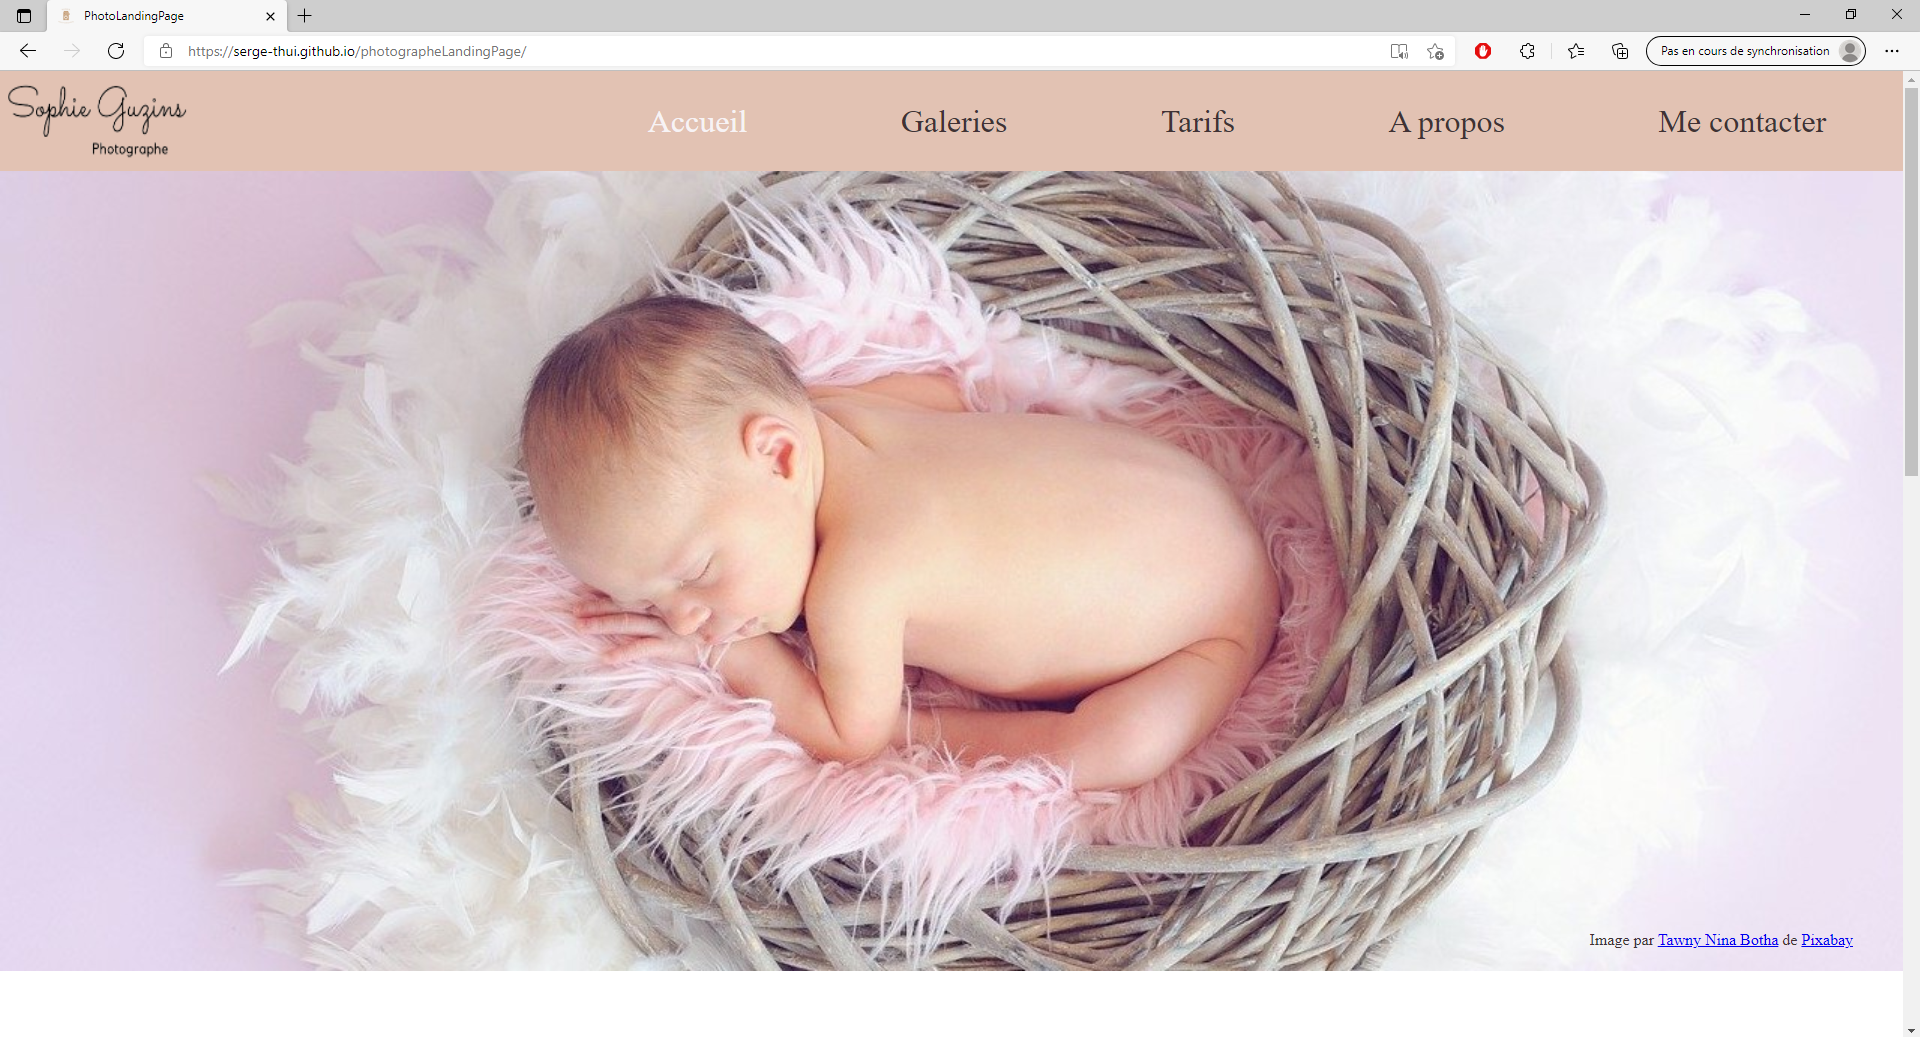 PhotoLandingPage
https://serge-thui.github.io/photographeLandingPage/
Pas en cours de synchronisation
Sophie Guzins
Photographe
Accueil
Galeries
Tarifs
A propos
Me contacter
Image par Tawny Nina Botha de Pixabay